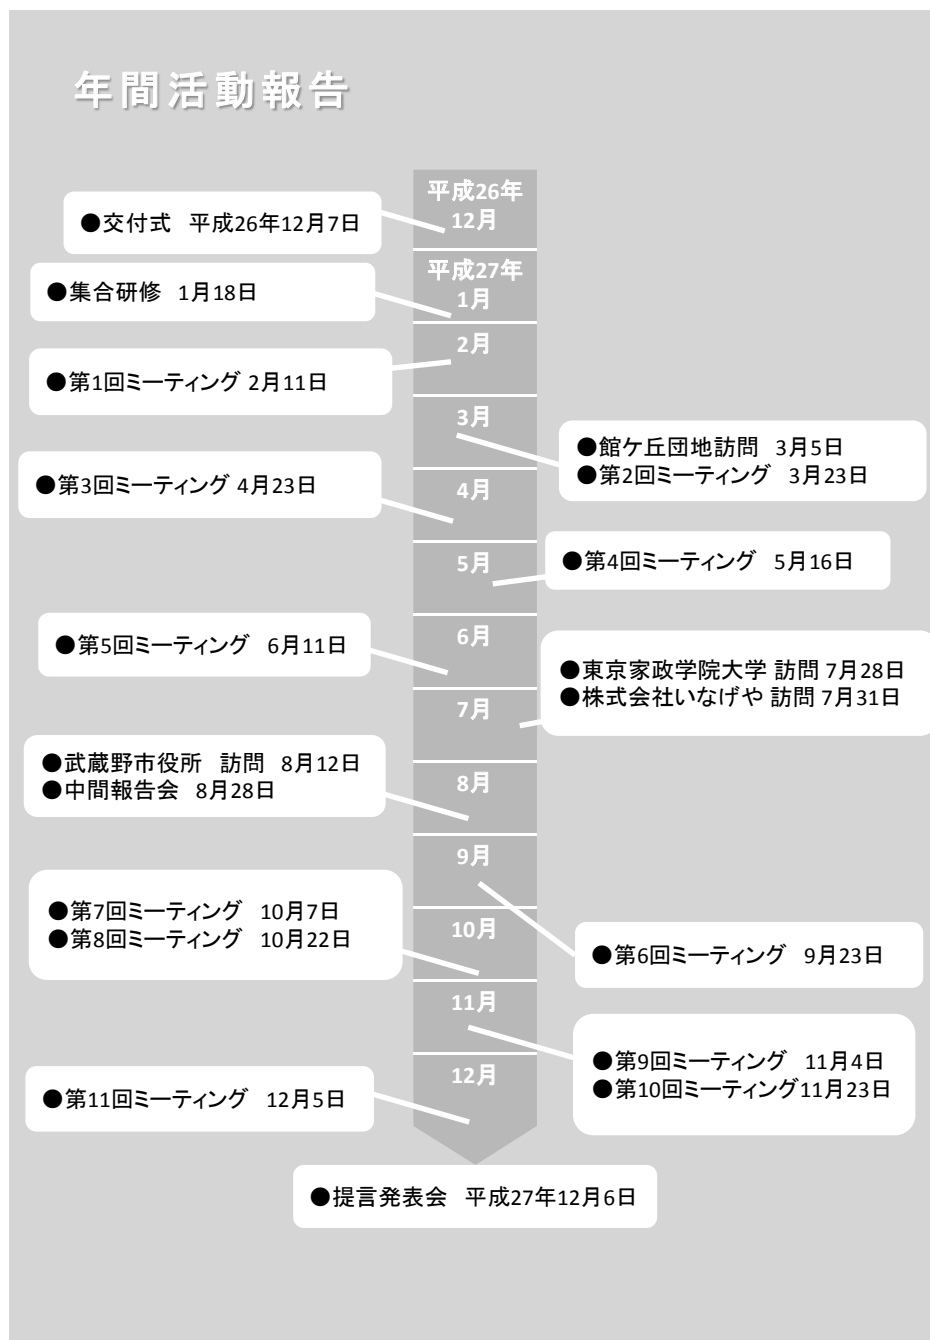 年間活動報告
平成26年
12月
●交付式 平成26年12月7日
平成27年
1月
●集合研修 1月18日
2月
●第1回ミーティング 2月11日
3月
●館ケ丘団地訪問 3月5日
●第2回ミーティング 3月23日
4月
●第3回ミーティング 4月23日
5月
●第4回ミーティング 5月16日
6月
●第5回ミーティング 6月11日
7月
●東京家政学院大学 訪問 7月28日
●株式会社いなげや 訪問 7月31日
8月
●武蔵野市役所 訪問 8月12日
●中間報告会 8月28日
9月
●第6回ミーティング 9月23日
10月
●第7回ミーティング 10月7日
●第8回ミーティング 10月22日
11月
●第9回ミーティング 11月4日
●第10回ミーティング11月23日
12月
●第11回ミーティング 12月5日
●提言発表会 平成27年12月6日